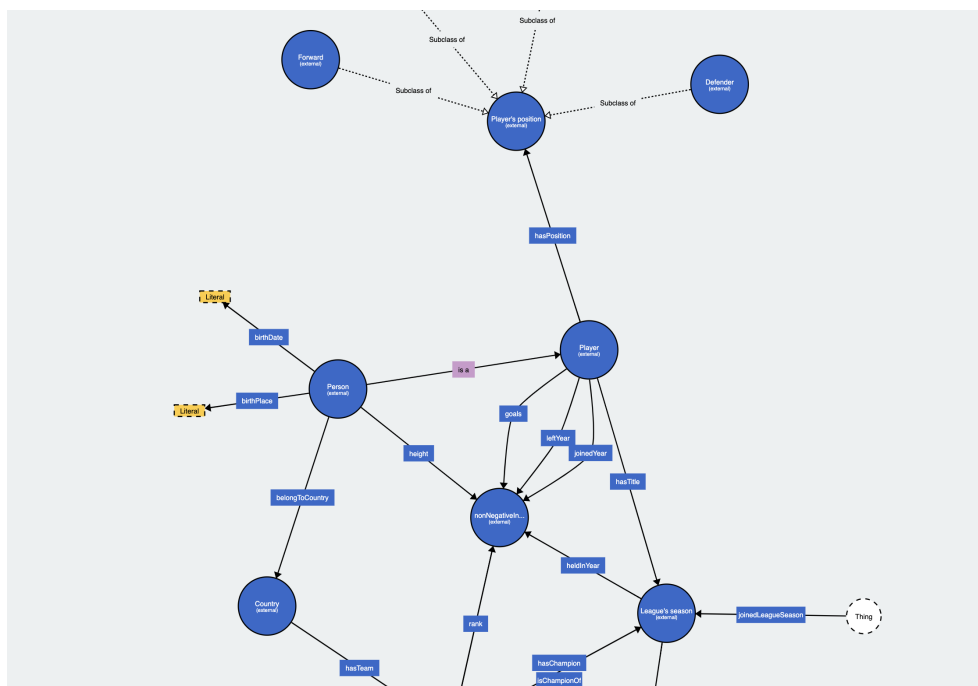 Subclass of
Subclass of
Forward
(external)
Defender
(external)
Subclass of
Subclass of
Player's position
(external)
hasPosition
Literal
birthDate
Player
(external)
is a
Person
(external)
birthPlace
Literal
goals
leftYear
joinedYear
height
hasTitle
belongToCountry
nonNegativeIn...
(external)
heldInYear
Country
(external)
League's season
(external)
joinedLeagueSeason
Thing
rank
hasTeam
hasChampion
isChampionOf